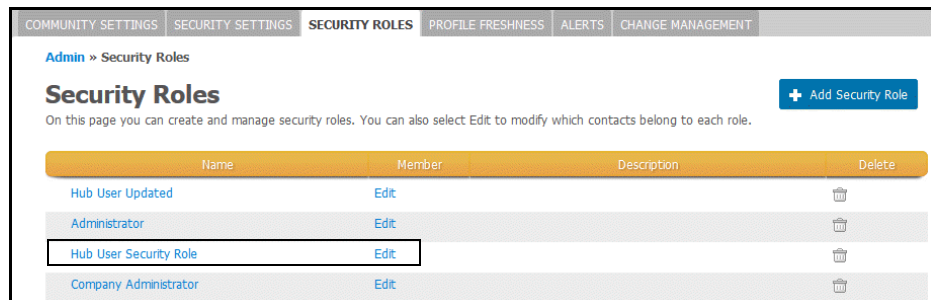 COMMUNITY SETTINGS SECURITY SETTINGS SECURITY ROLES PROFILE FRESHNESS ALERTS CHANGE MANAGEMENT
Admin » Security Roles
Security Roles
Add Security Role
On this page you can create and manage security roles. You can also select Edit to modify which contacts belong to each role.
Name Member Description Delete
Hub User Updated Edit
Administrator Edit
Hub User Security Role Edit
Company Administrator Edit